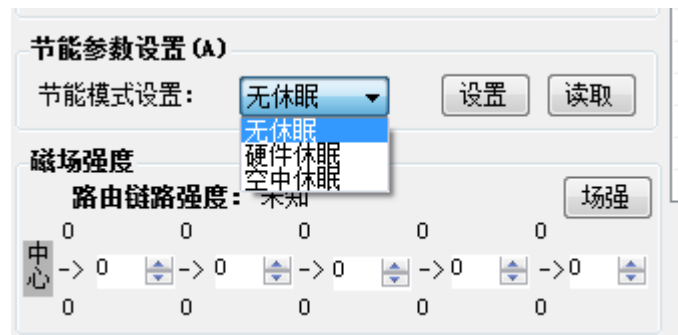 节能参数设置(A)
节能模式设置： 无休眠 设置 读取
无休眠
硬件休眠
空中休眠
磁场强度
路由链路强度： 未知 场强
0 0 0 0 0
中心 -> 0 -> 0 -> 0 -> 0 -> 0
0 0 0 0 0